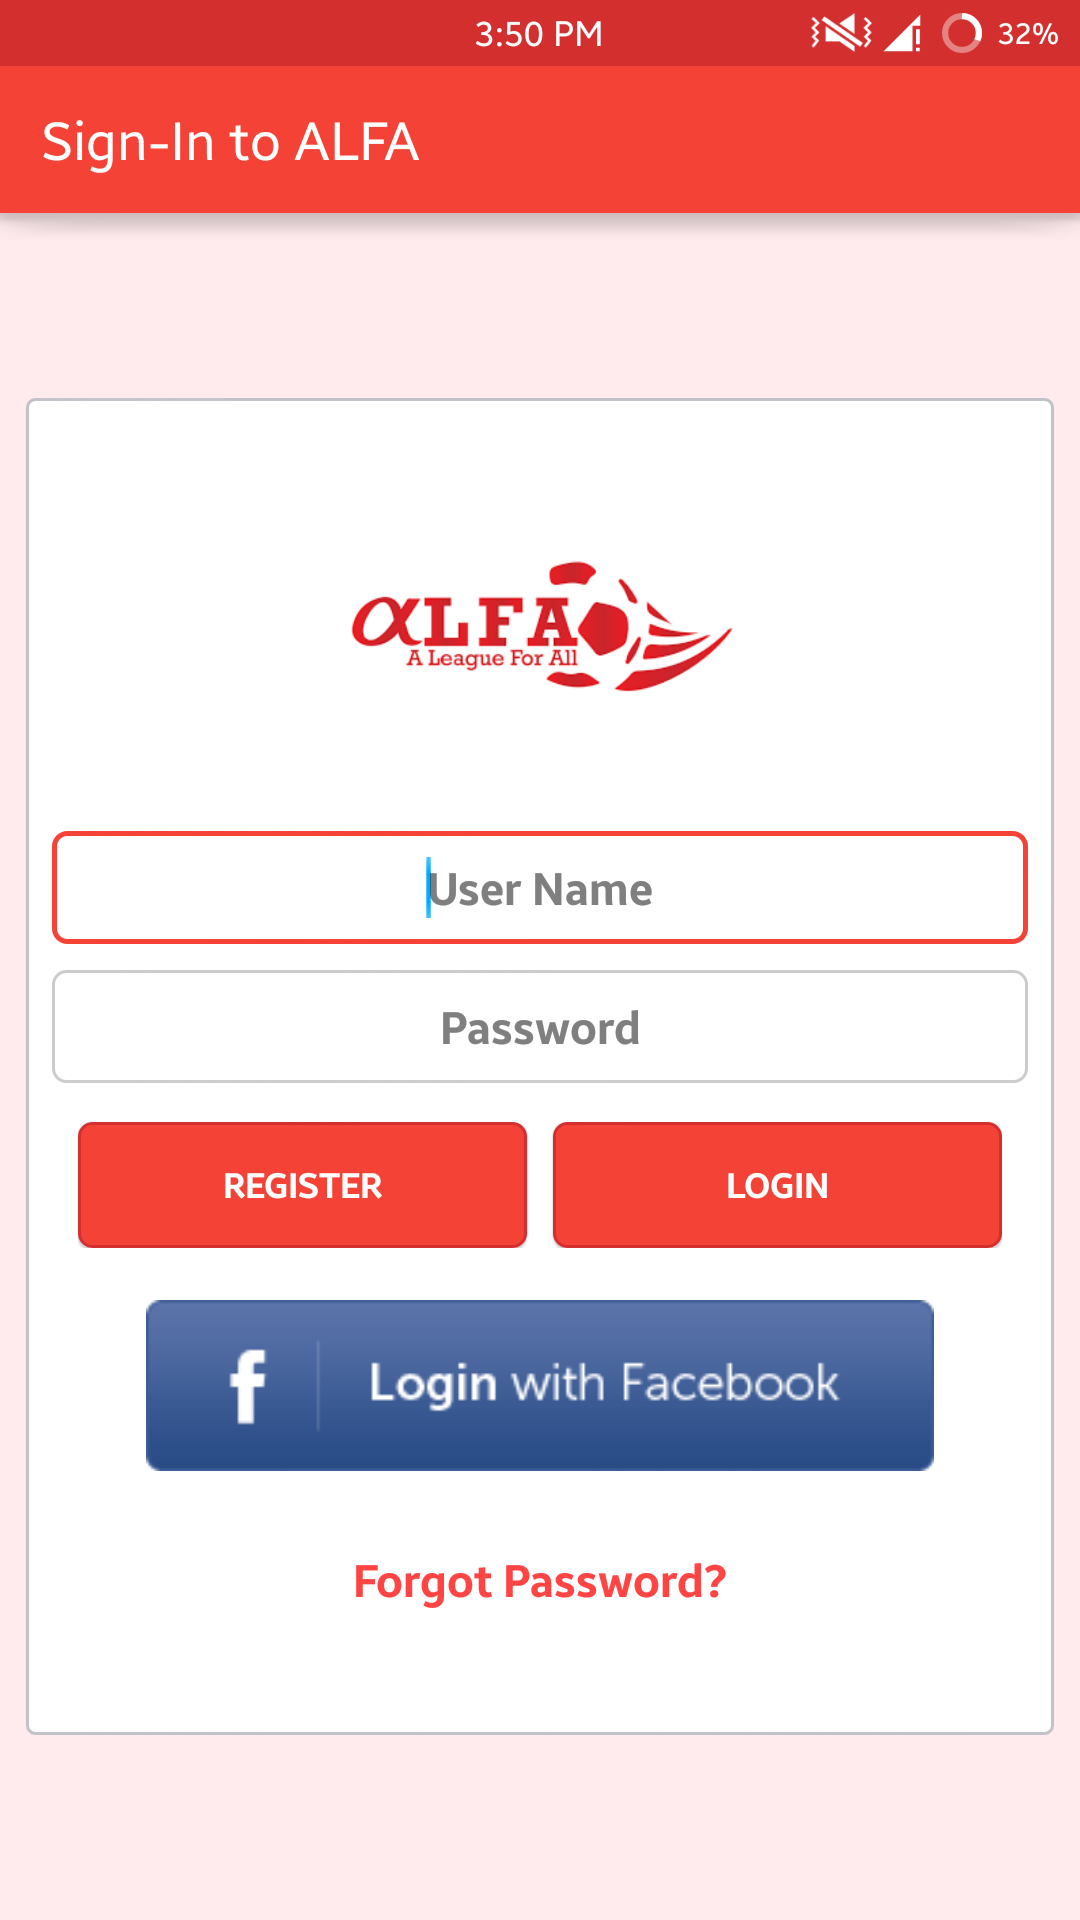 3:50 PM
32%
Sign-In to ALFA
αLFA
A League For All
User Name
Password
REGISTER
LOGIN
f
Login with Facebook
Forgot Password?